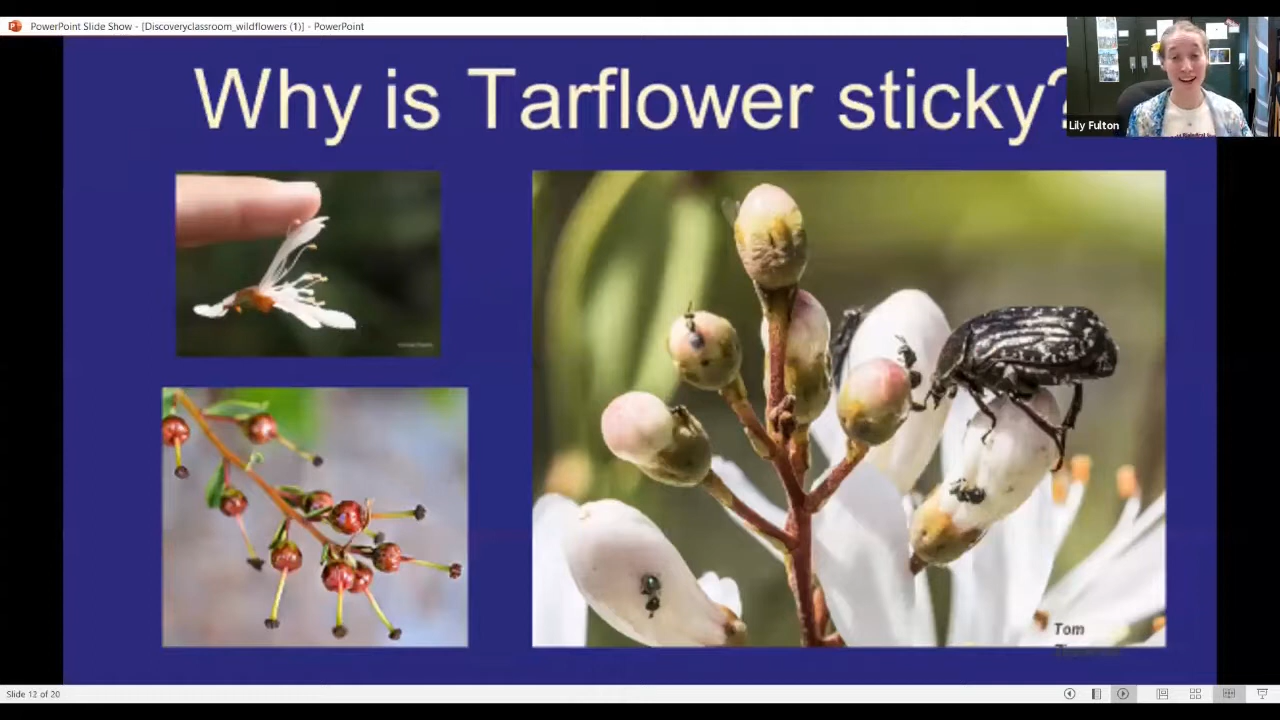 PowerPoint Slide Show - [Discoveryclassroom_wildflowers (1)] - PowerPoint
Why is Tarflower sticky?
Lily Fulton
Tom
Slide 12 of 20